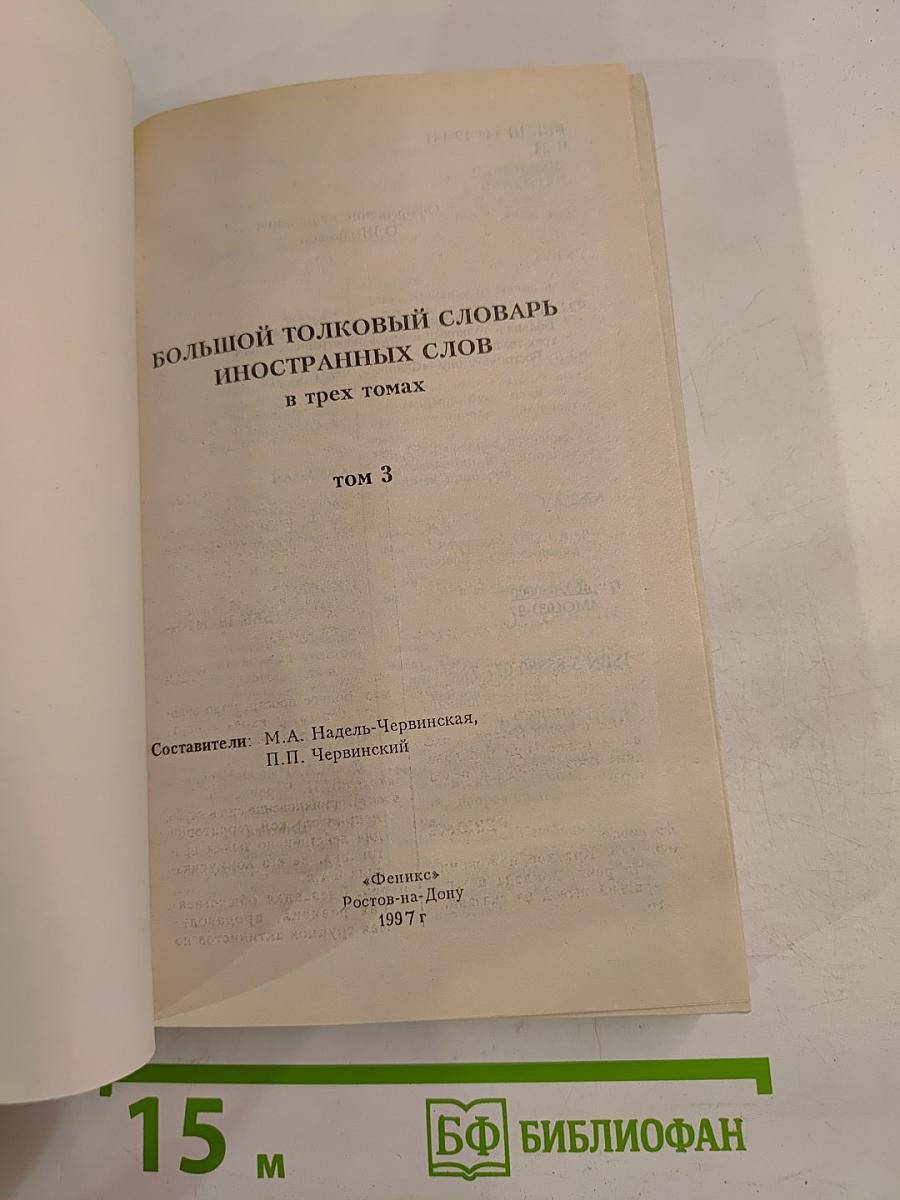 БОЛЬШОЙ ТОЛКОВЫЙ СЛОВАРЬ
ИНОСТРАННЫХ СЛОВ
в трех томах
том 3
Составители: М.А. Надель-Червинская,
П.П. Червинский
«Феникс»
Ростов-на-Дону
1997 г
15 м
БФ БИБЛИОФАН